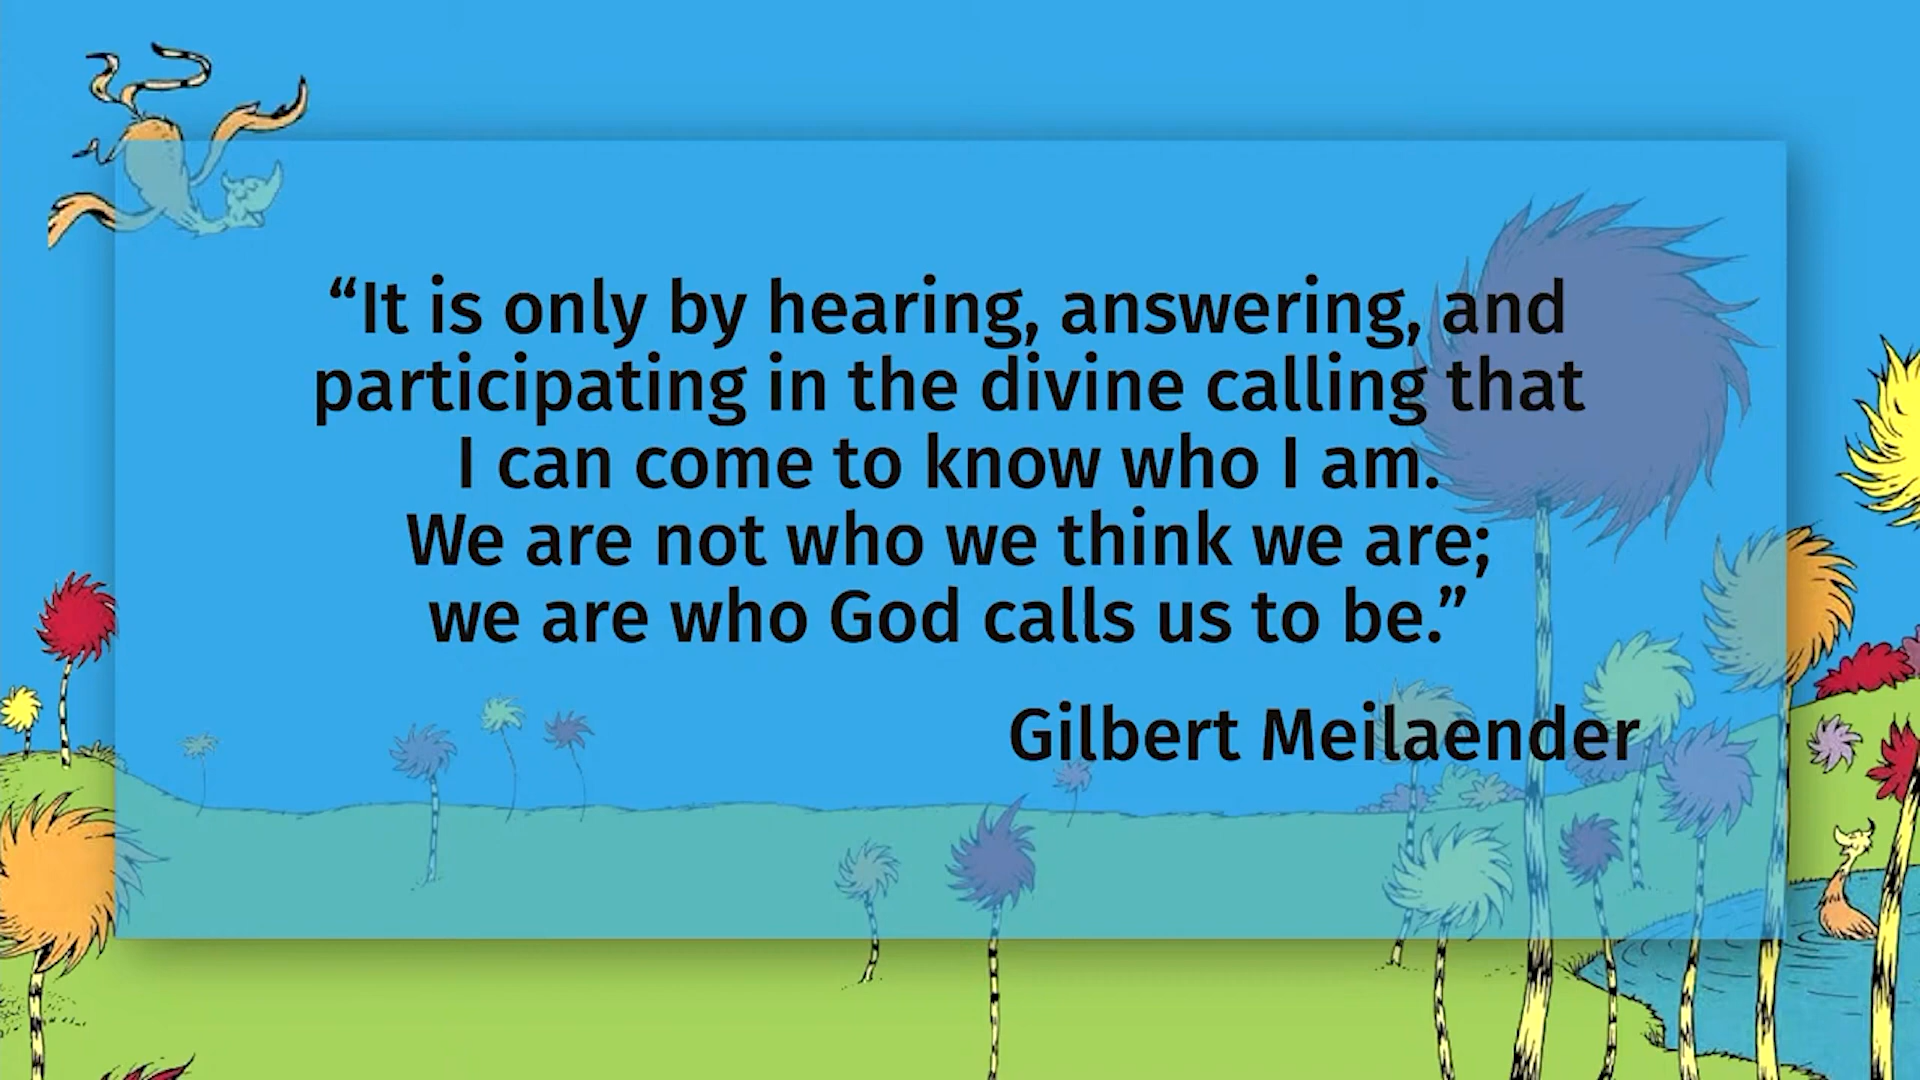 “It is only by hearing, answering, and
participating in the divine calling that
I can come to know who I am.
We are not who we think we are;
we are who God calls us to be.”
Gilbert Meilaender